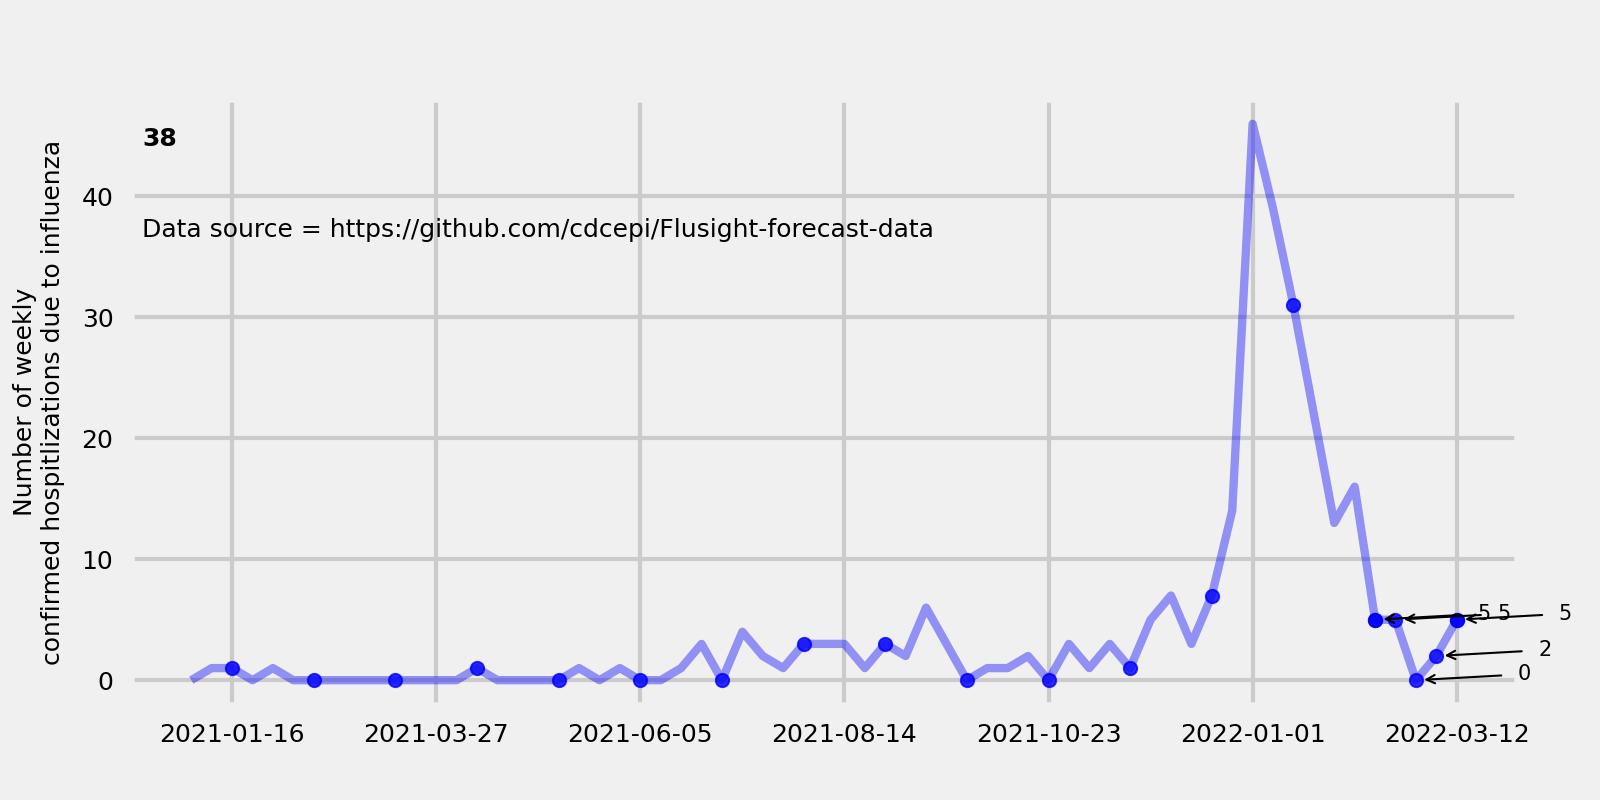 38
Data source = https://github.com/cdcepi/Flusight-forecast-data
Number of weekly
confirmed hospitlizations due to influenza
40
30
20
10
0
5 5 5
2
0
2021-01-16 2021-03-27 2021-06-05 2021-08-14 2021-10-23 2022-01-01 2022-03-12